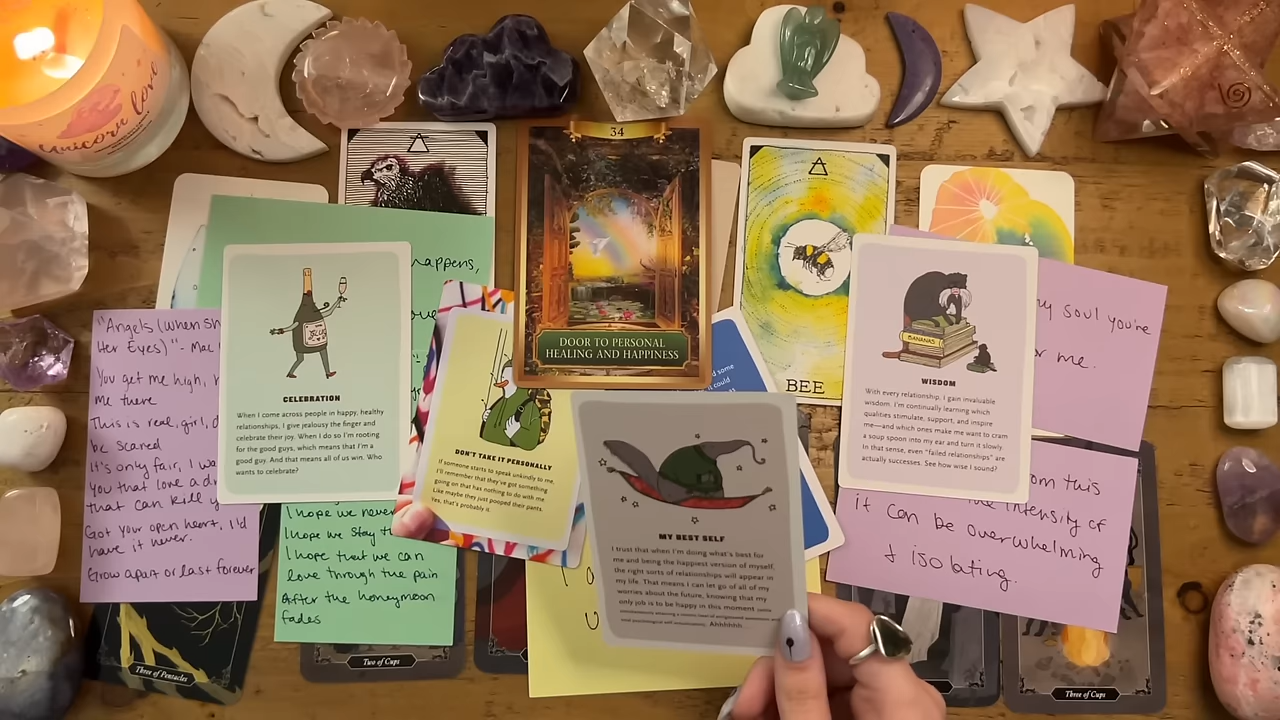 unicorn love
34
DOOR TO PERSONAL
HEALING AND HAPPINESS
BEE
happens,
my soul you're
me.
"Angels (When Sh
Her Eyes)" - Mac
You get me high,
me there
This is real, girl, d
be scared
It's only fair, I wa
you that love a
that can kill y
Got your open heart, I'd
have it never.
Grow apart or last forever
CELEBRATION
When I come across people in happy, healthy
relationships, I give jealousy the finger and
celebrate their joy. When I do so I'm rooting
for the good guys, which means that I'm a
good guy. And that means all of us win. Who
wants to celebrate?
I hope we never
I hope we stay
I hope that we can
love through the pain
After the honeymoon
fades
DON'T TAKE IT PERSONALLY
If someone starts to speak unkindly to me,
I'll remember that they've got something
going on that has nothing to do with me.
Like maybe they just pooped their pants.
Yes, that's probably it.
some
could
MY BEST SELF
I trust that when I'm doing what's best for
me and being the happiest version of myself,
the right sorts of relationships will appear in
my life. That means I can let go of all of my
worries about the future, knowing that my
only job is to be happy in this moment
Ahhhhhh.
BANANAS
WISDOM
With every relationship, I gain invaluable
wisdom. I'm continually learning which
qualities stimulate, support, and inspire
me—and which ones make me want to cram
a soup spoon into my ear and turn it slowly.
In that sense, even "failed relationships" are
actually successes. See how wise I sound?
from this
the intensity of
it can be overwhelming
+ isolating.
Three of Pentacles
Two of Cups
Three of Cups